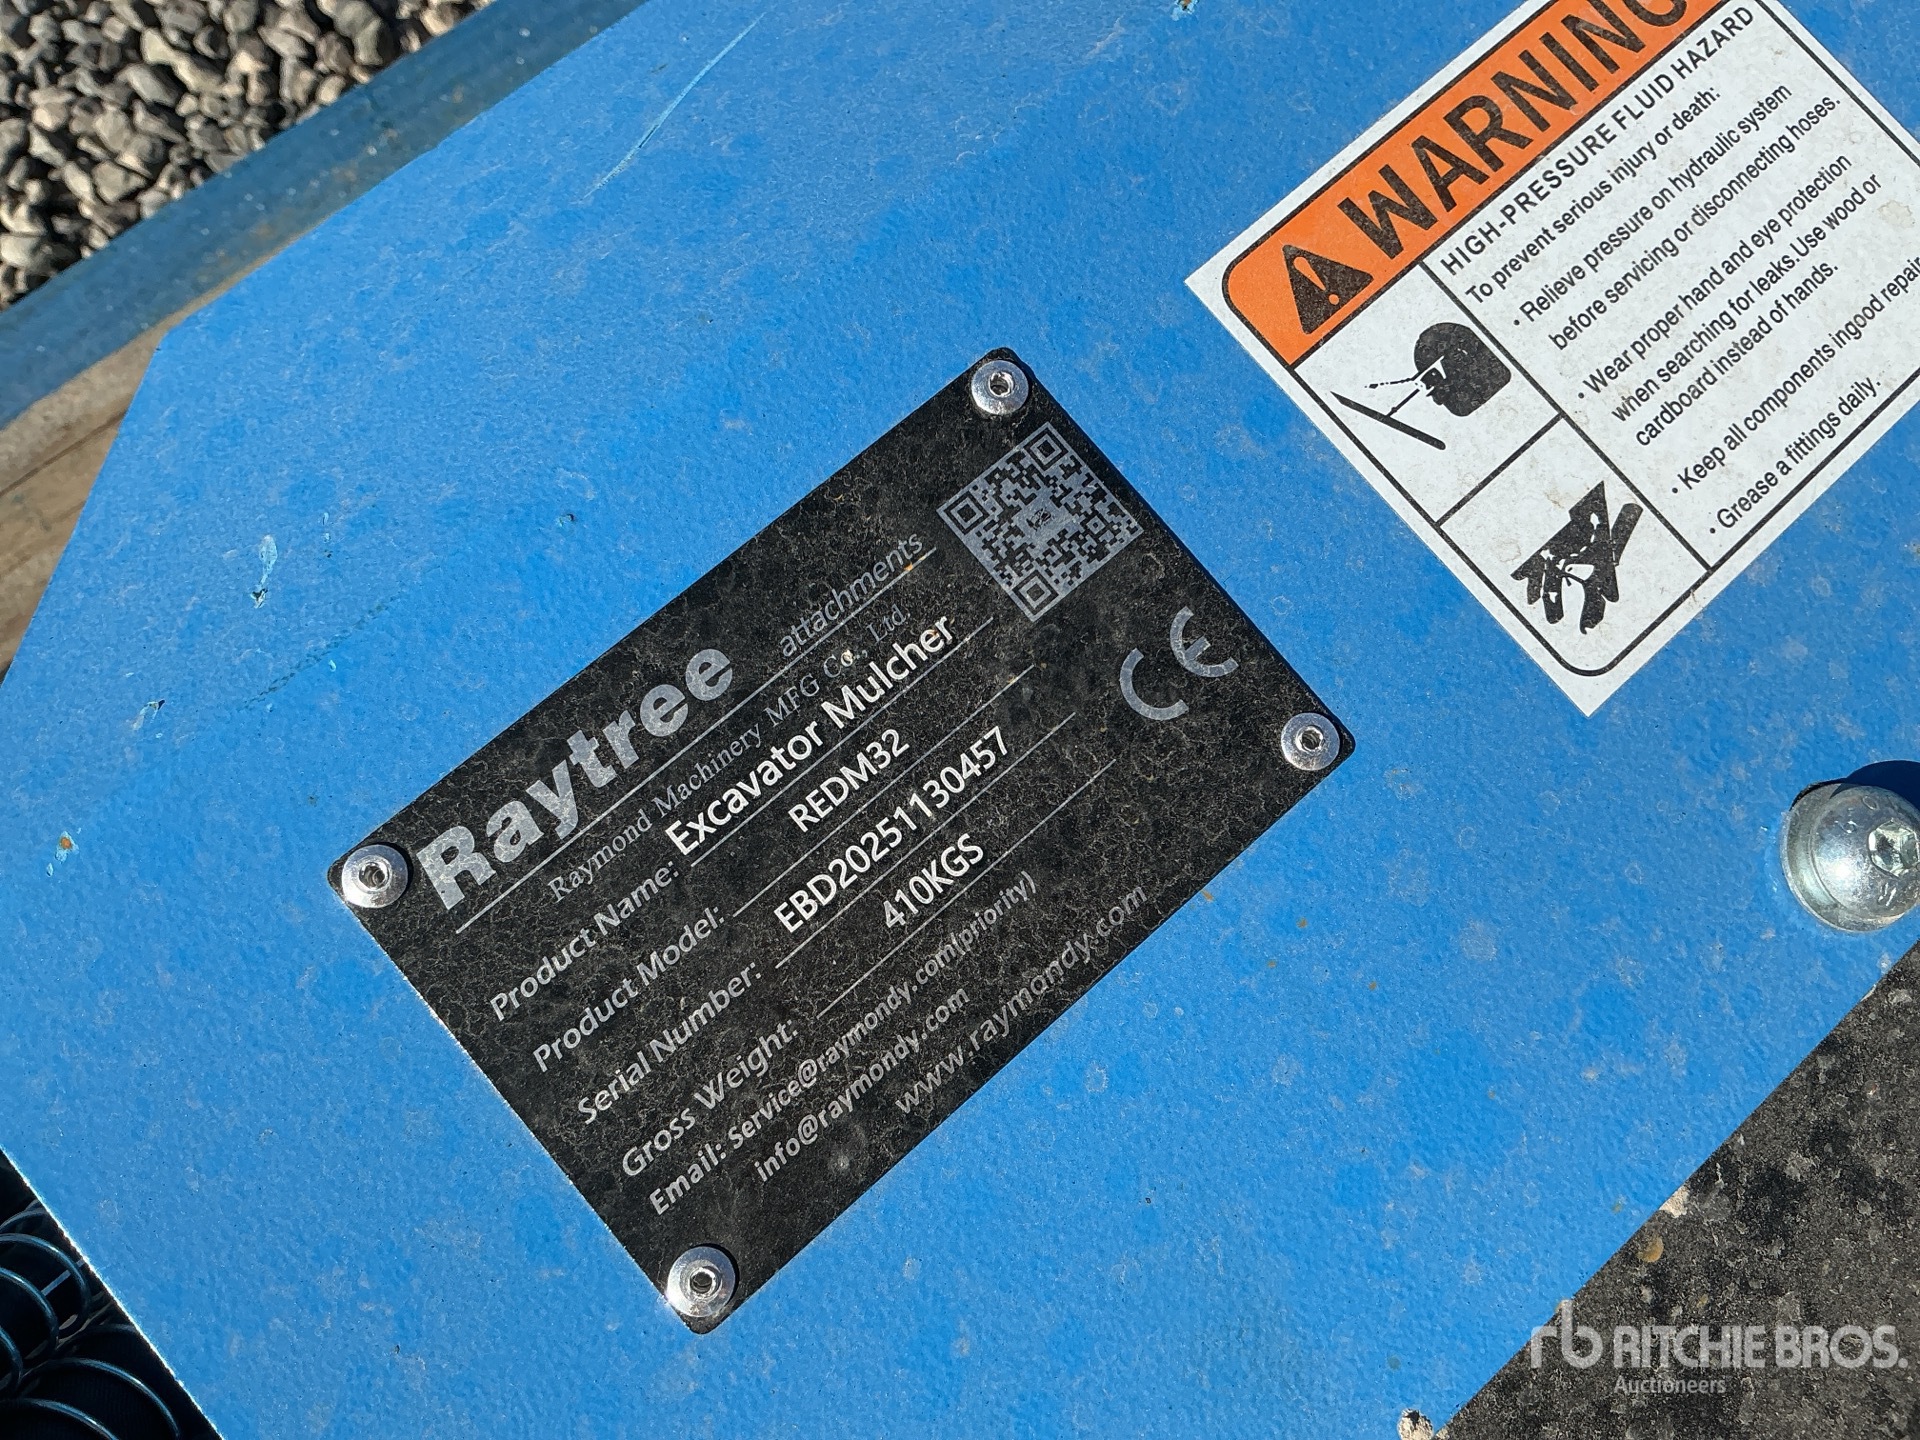 Raytree attachments
Raymond Machinery MFG Co., Ltd.
Product Name: Excavator Mulcher
Product Model: REDM32
Serial Number: EBD20251130457
Gross Weight: 410KGS
Email: Service@raymondy.com(priority)
info@raymondy.com
www.raymondy.com
CE
WARNING
HIGH-PRESSURE FLUID HAZARD
To prevent serious injury or death:
• Relieve pressure on hydraulic system
before servicing or disconnecting hoses.
• Wear proper hand and eye protection
when searching for leaks.Use wood or
cardboard instead of hands.
• Keep all components ingood repair
• Grease a fittings daily.
rb RITCHIE BROS.
Auctioneers